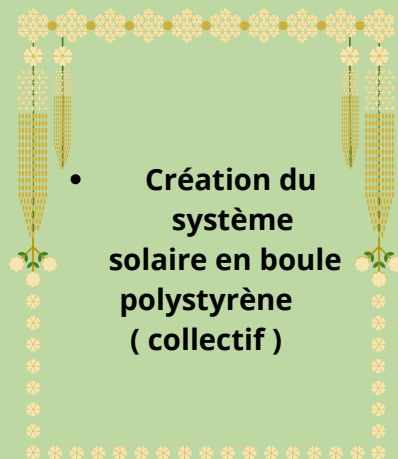 • Création du
système
solaire en boule
polystyrène
( collectif )